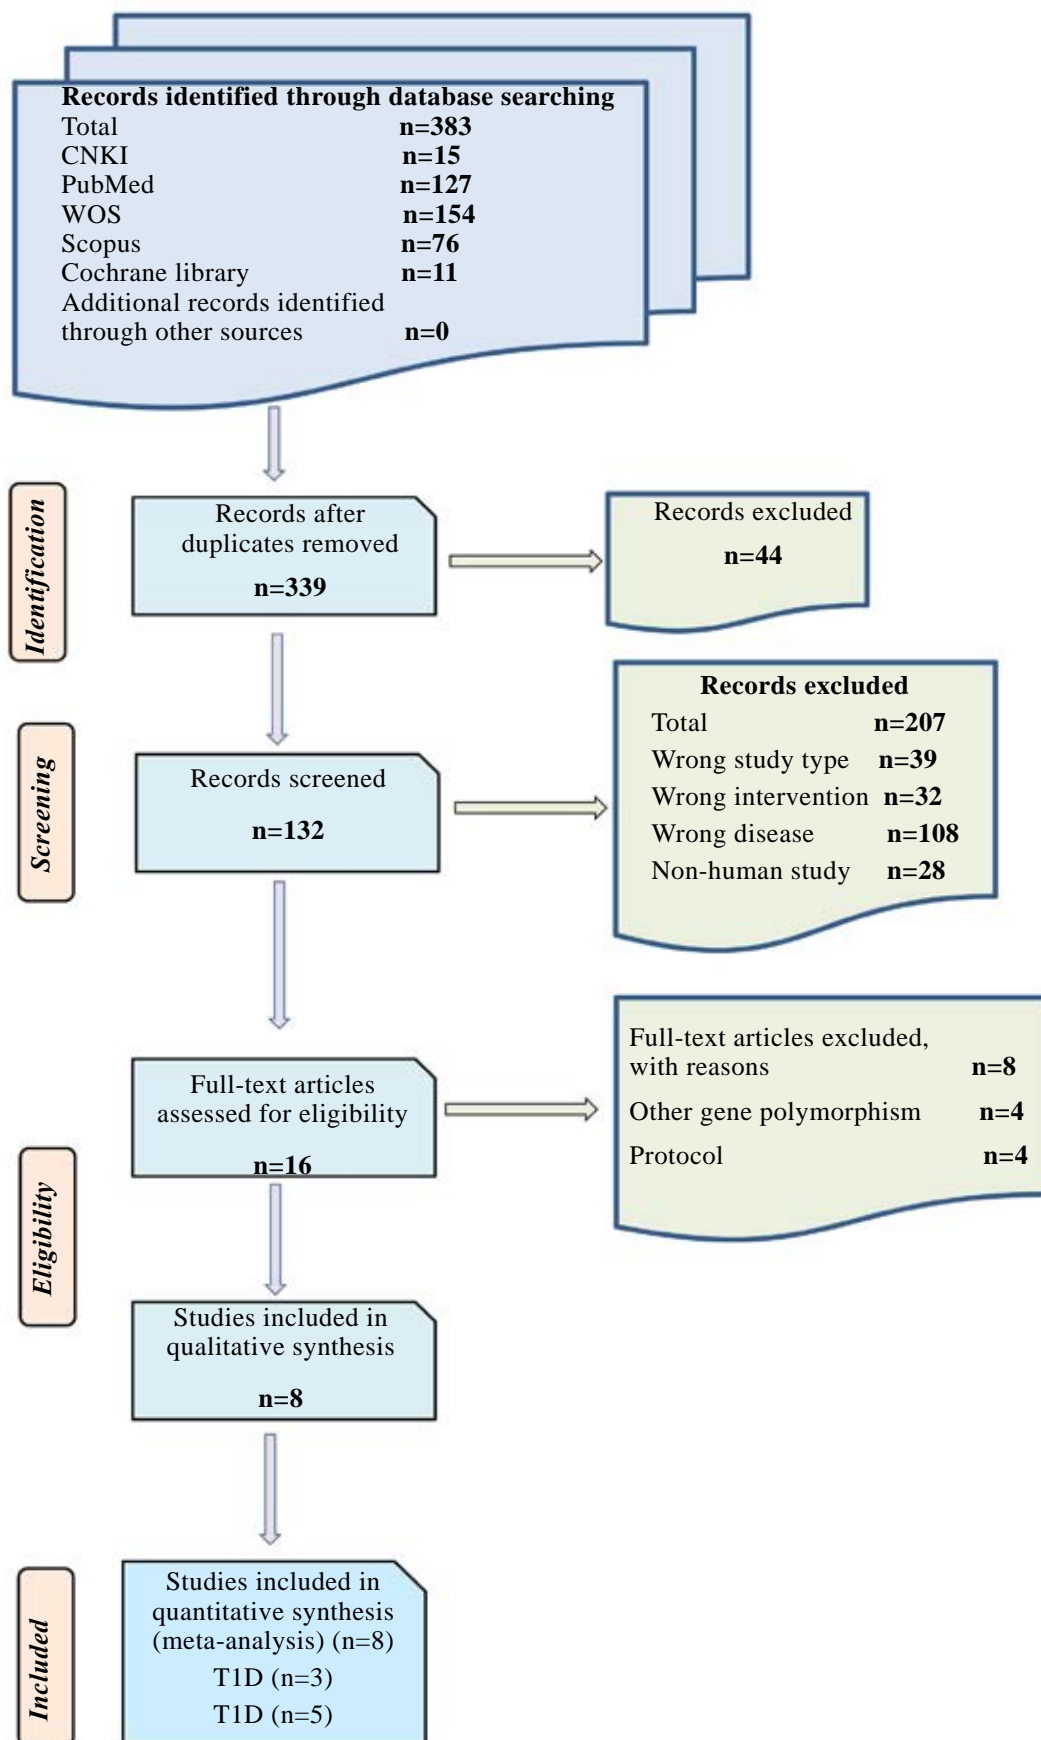 Records identified through database searching
Total n=383
CNKI n=15
PubMed n=127
WOS n=154
Scopus n=76
Cochrane library n=11
Additional records identified
through other sources n=0
Identification
Records after
duplicates removed
n=339
Records excluded
n=44
Screening
Records screened
n=132
Records excluded
Total n=207
Wrong study type n=39
Wrong intervention n=32
Wrong disease n=108
Non-human study n=28
Eligibility
Full-text articles
assessed for eligibility
n=16
Full-text articles excluded,
with reasons n=8
Other gene polymorphism n=4
Protocol n=4
Studies included in
qualitative synthesis
n=8
Included
Studies included in
quantitative synthesis
(meta-analysis) (n=8)
T1D (n=3)
T1D (n=5)